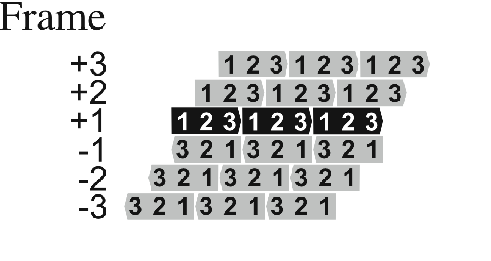 Frame
+3 1 2 3 1 2 3 1 2 3
+2 1 2 3 1 2 3 1 2 3
+1 1 2 3 1 2 3 1 2 3
-1 3 2 1 3 2 1 3 2 1
-2 3 2 1 3 2 1 3 2 1
-3 3 2 1 3 2 1 3 2 1